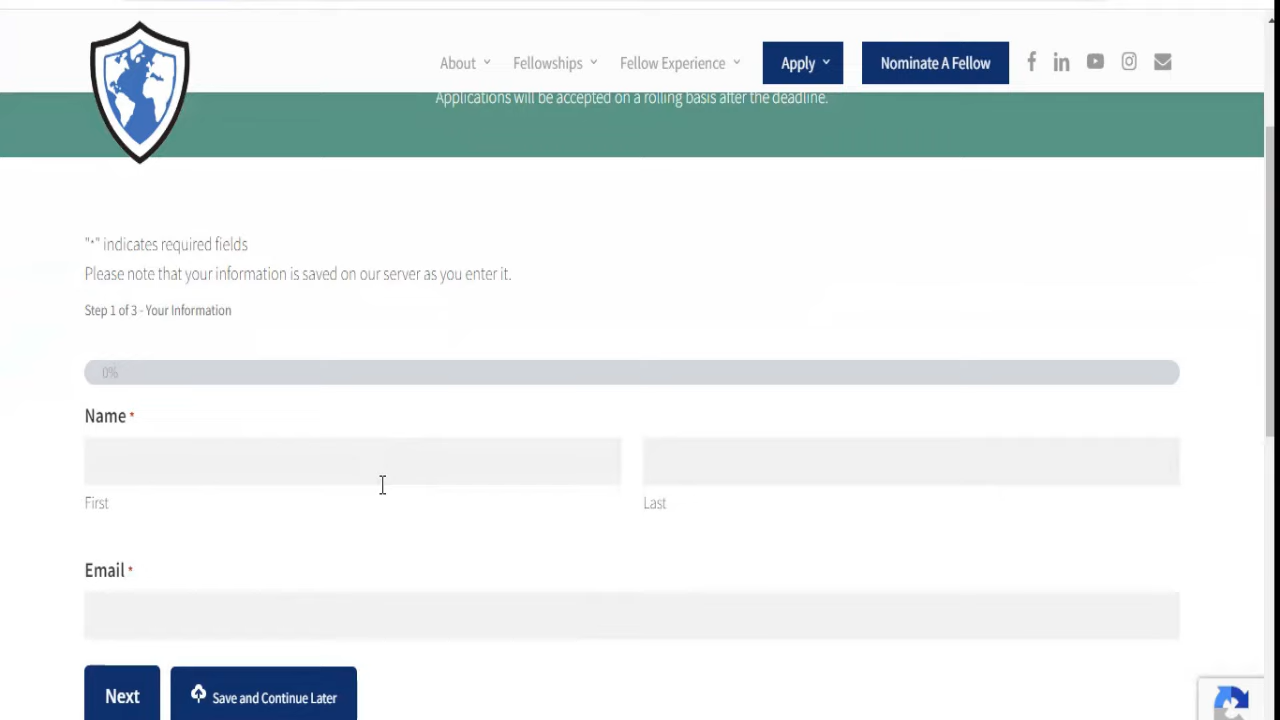 About
Fellowships
Fellow Experience
Apply
Nominate A Fellow
Applications will be accepted on a rolling basis after the deadline.
"*" indicates required fields
Please note that your information is saved on our server as you enter it.
Step 1 of 3 - Your Information
0%
Name *
First
Last
Email *
Next
Save and Continue Later